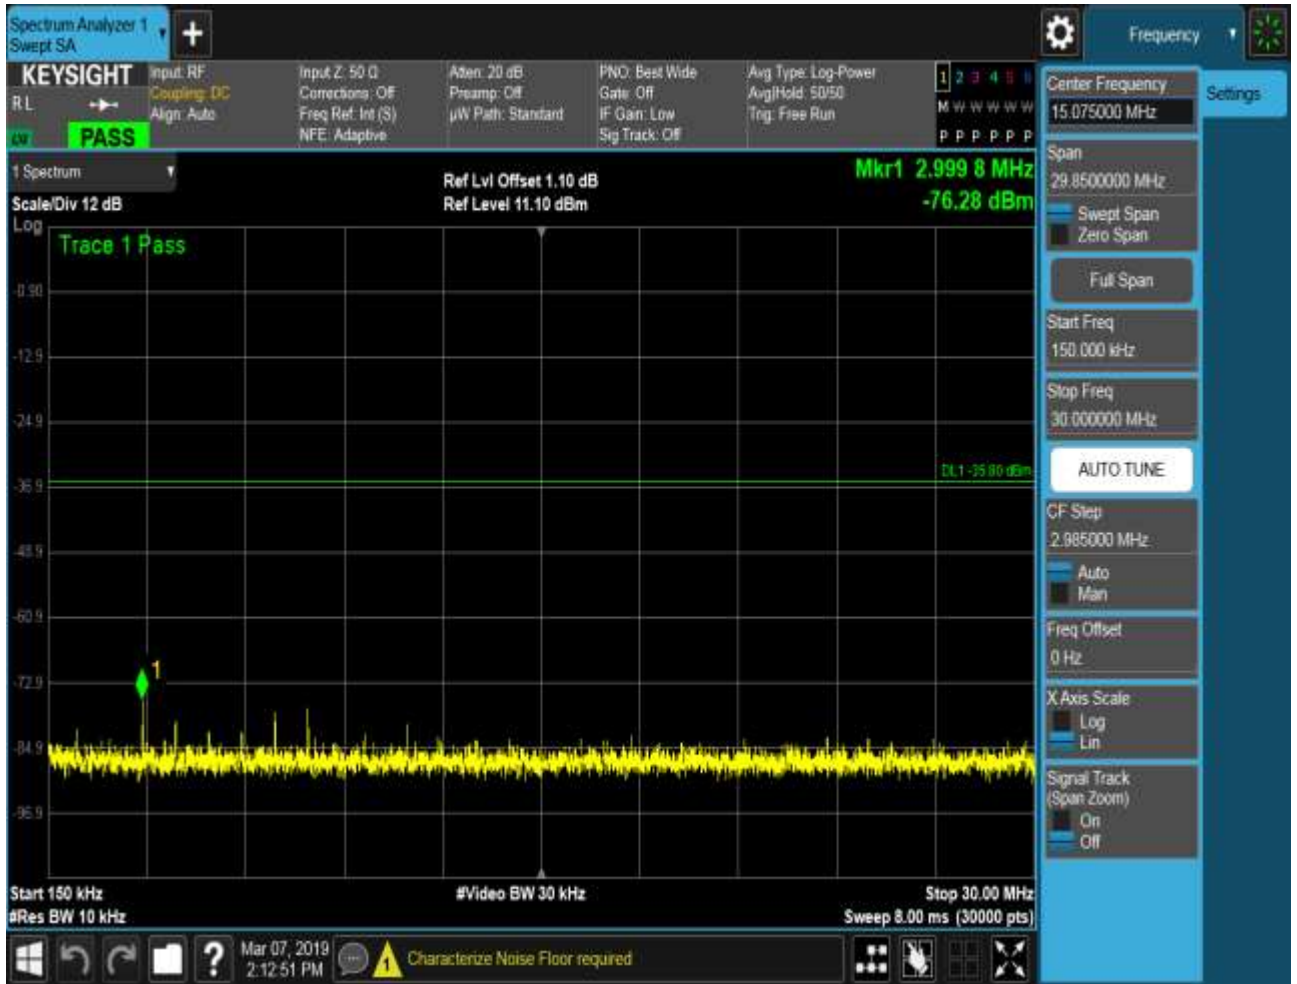 Spectrum Analyzer 1
Swept SA
Frequency
KEYSIGHT
R L
PASS
Input: RF
Coupling: DC
Align: Auto
Input Z: 50 Ω
Corrections: Off
Freq Ref: Int (S)
NFE: Adaptive
Atten: 20 dB
Preamp: Off
µW Path: Standard
PNO: Best Wide
Gate: Off
IF Gain: Low
Sig Track: Off
Avg Type: Log-Power
Avg|Hold: 50/50
Trig: Free Run
1 2 3 4 5 6
M W W W W W
P P P P P P
1 Spectrum
Scale/Div 12 dB
Log
Ref Lvl Offset 1.10 dB
Ref Level 11.10 dBm
Mkr1 2.999 8 MHz
-76.28 dBm
Trace 1 Pass
-0.90
-12.9
-24.9
DL1 -35.80 dBm
-36.9
-48.9
-60.9
1
-72.9
-84.9
-96.9
Start 150 kHz
#Video BW 30 kHz
Stop 30.00 MHz
#Res BW 10 kHz
Sweep 8.00 ms (30000 pts)
Center Frequency
15.075000 MHz
Settings
Span
29.8500000 MHz
Swept Span
Zero Span
Full Span
Start Freq
150.000 kHz
Stop Freq
30.000000 MHz
AUTO TUNE
CF Step
2.985000 MHz
Auto
Man
Freq Offset
0 Hz
X Axis Scale
Log
Lin
Signal Track
(Span Zoom)
On
Off
?
Mar 07, 2019
2:12:51 PM
1
Characterize Noise Floor required